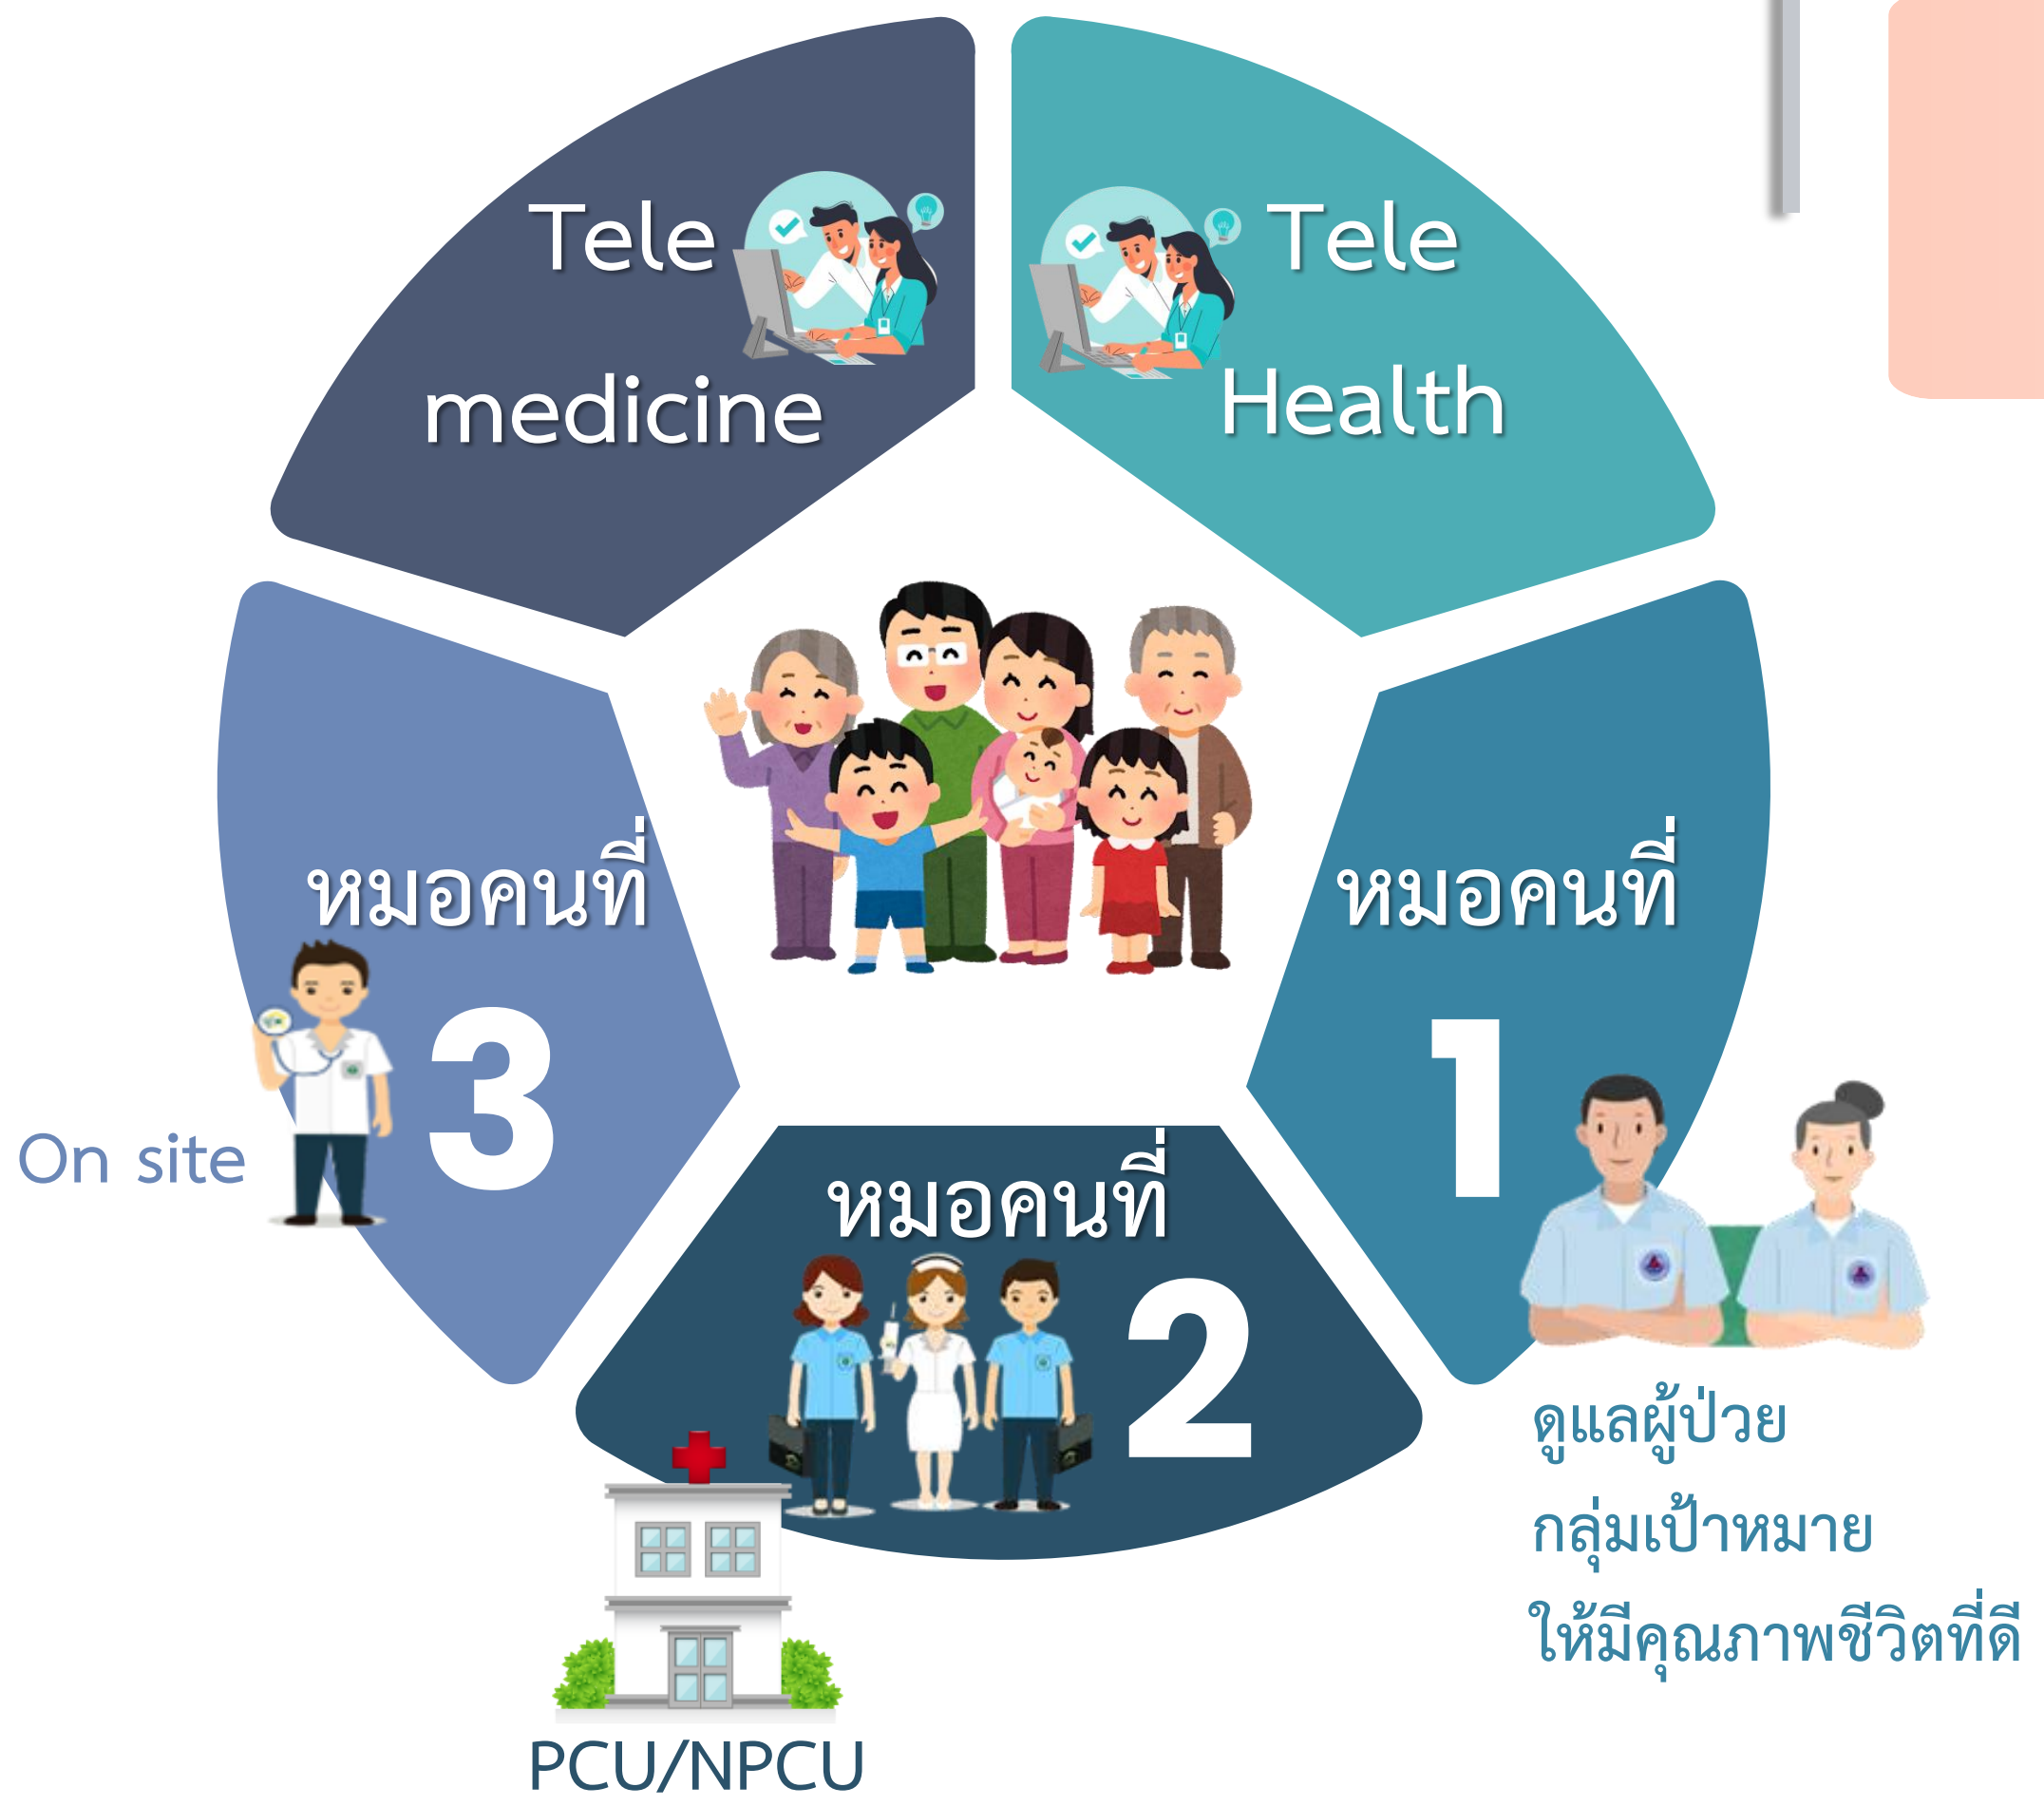 Tele
medicine
Tele
Health
หมอคนที่
3
On site
หมอคนที่
1
หมอคนที่
2
ดูแลผู้ป่วย
กลุ่มเป้าหมาย
ให้มีคุณภาพชีวิตที่ดี
PCU/NPCU